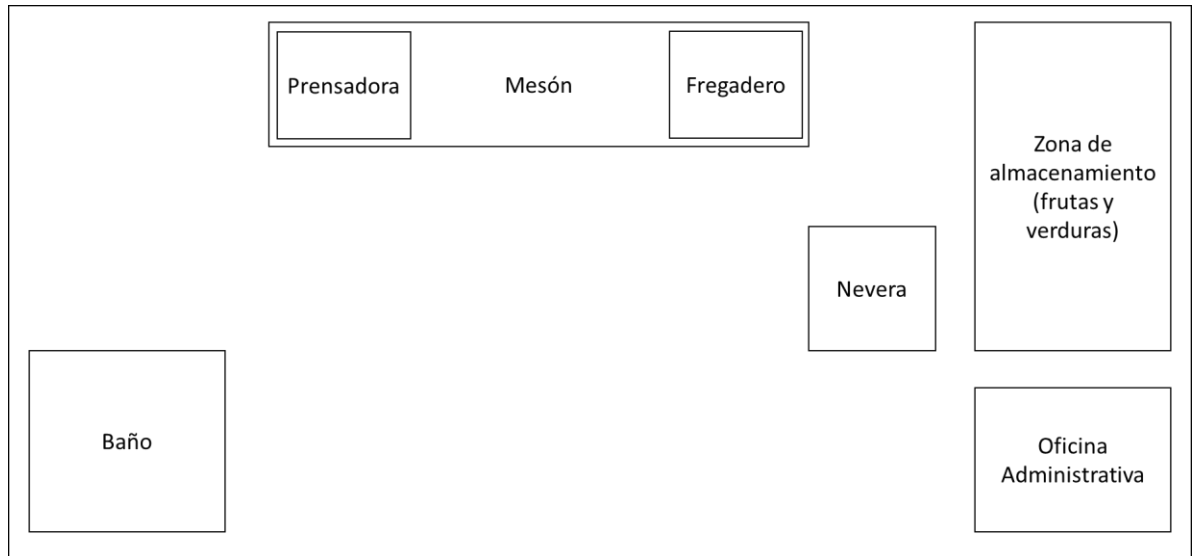 Prensadora
Mesón
Fregadero
Zona de
almacenamiento
(frutas y
verduras)
Nevera
Baño
Oficina
Administrativa